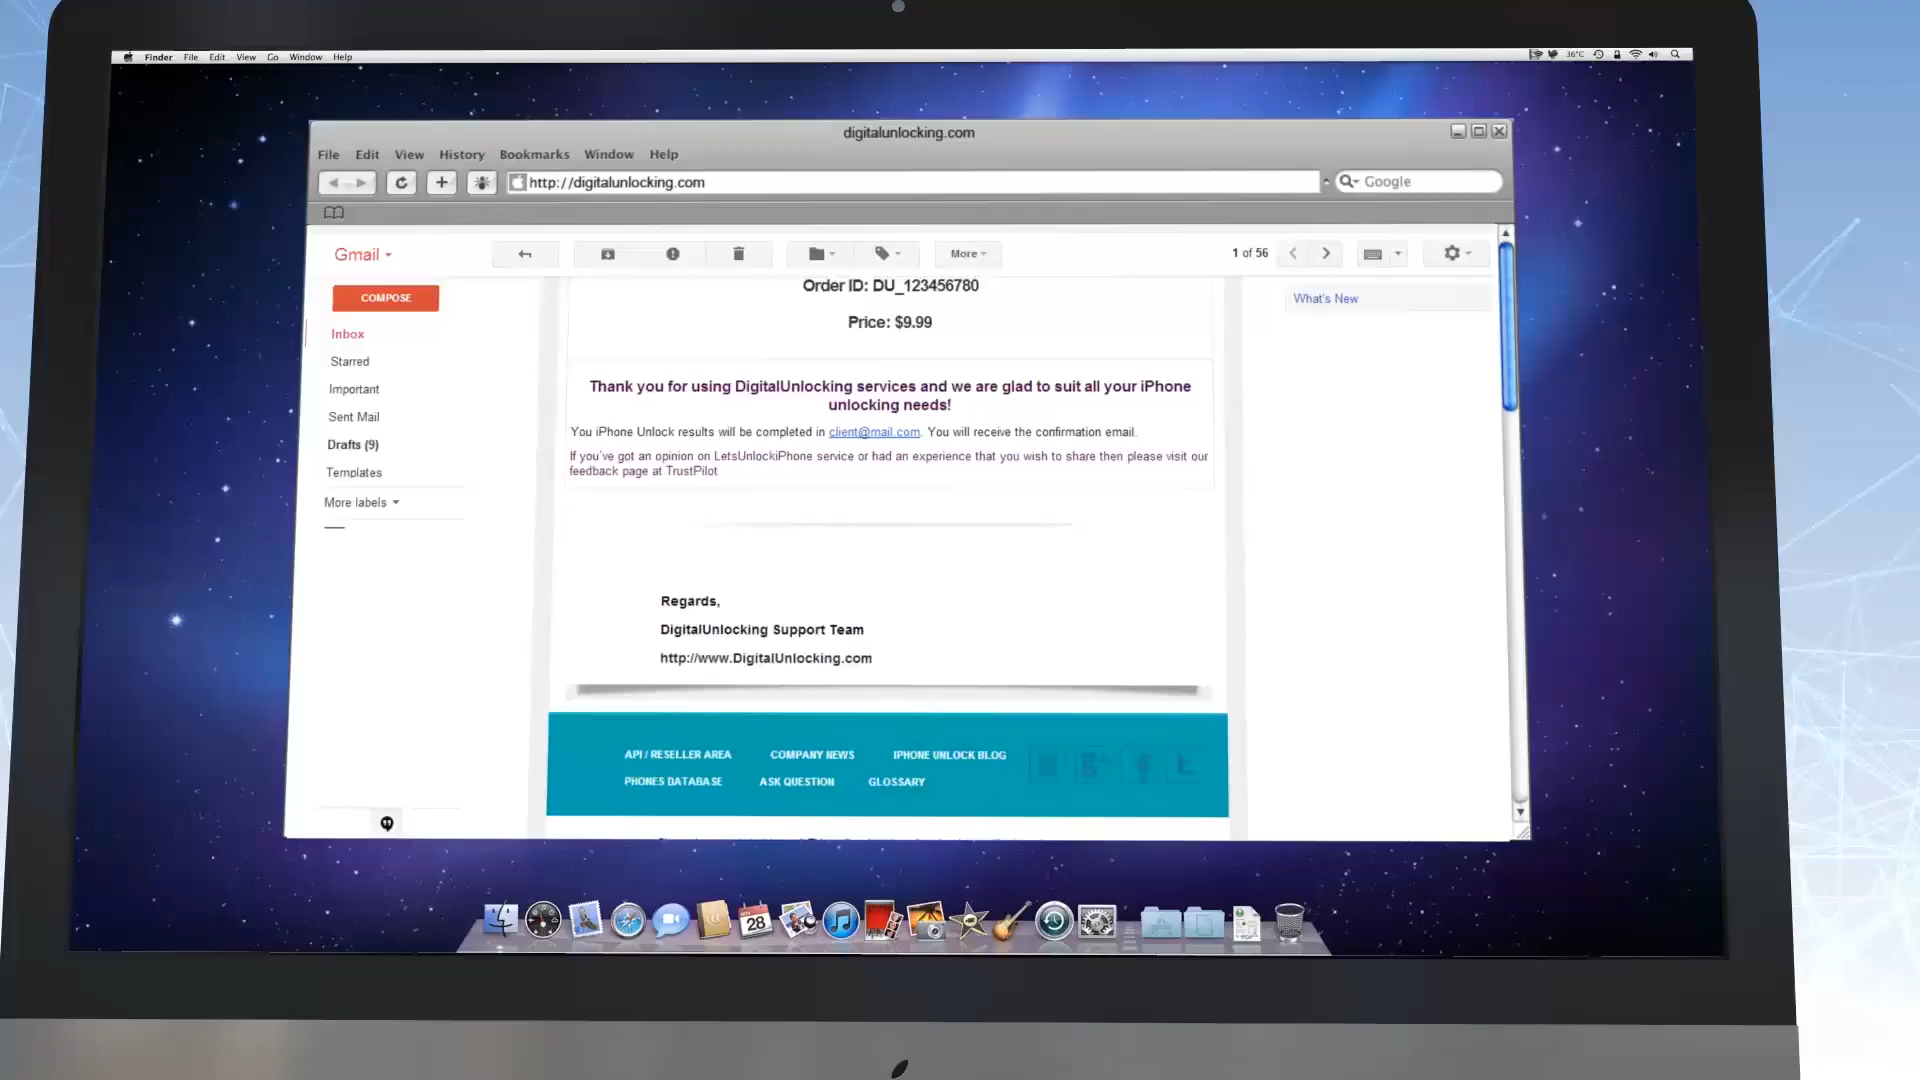 Finder File Edit View Go Window Help
36°C
digitalunlocking.com
File Edit View History Bookmarks Window Help
http://digitalunlocking.com
Google
Gmail
More
1 of 56
COMPOSE
Inbox
Starred
Important
Sent Mail
Drafts (9)
Templates
More labels
What's New
Order ID: DU_123456780
Price: $9.99
Thank you for using DigitalUnlocking services and we are glad to suit all your iPhone
unlocking needs!
You iPhone Unlock results will be completed in client@mail.com. You will receive the confirmation email.
If you've got an opinion on LetsUnlockiPhone service or had an experience that you wish to share then please visit our
feedback page at TrustPilot
Regards,
DigitalUnlocking Support Team
http://www.DigitalUnlocking.com
API / RESELLER AREA COMPANY NEWS IPHONE UNLOCK BLOG
PHONES DATABASE ASK QUESTION GLOSSARY
NOV
28